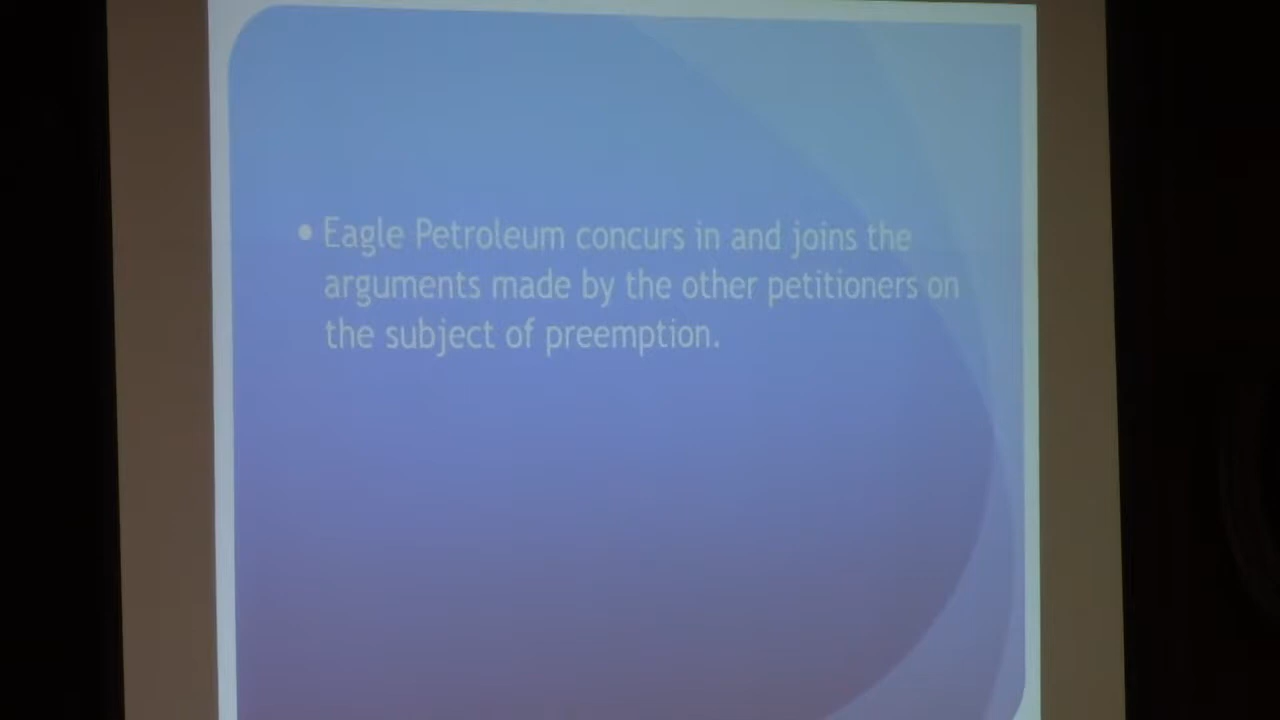 • Eagle Petroleum concurs in and joins the
arguments made by the other petitioners on
the subject of preemption.